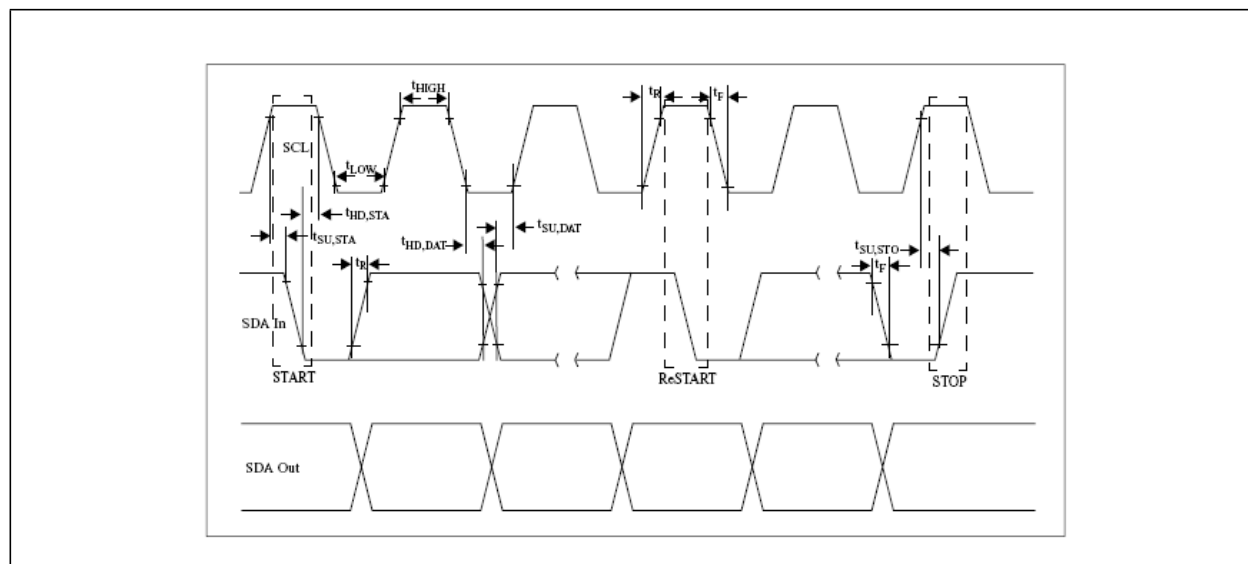 tHIGH
tR
tF
SCL
tLOW
tHD,STA
tSU,STA
tHD,DAT
tSU,DAT
tSU,STO
tR
tF
SDA In
START
ReSTART
STOP
SDA Out